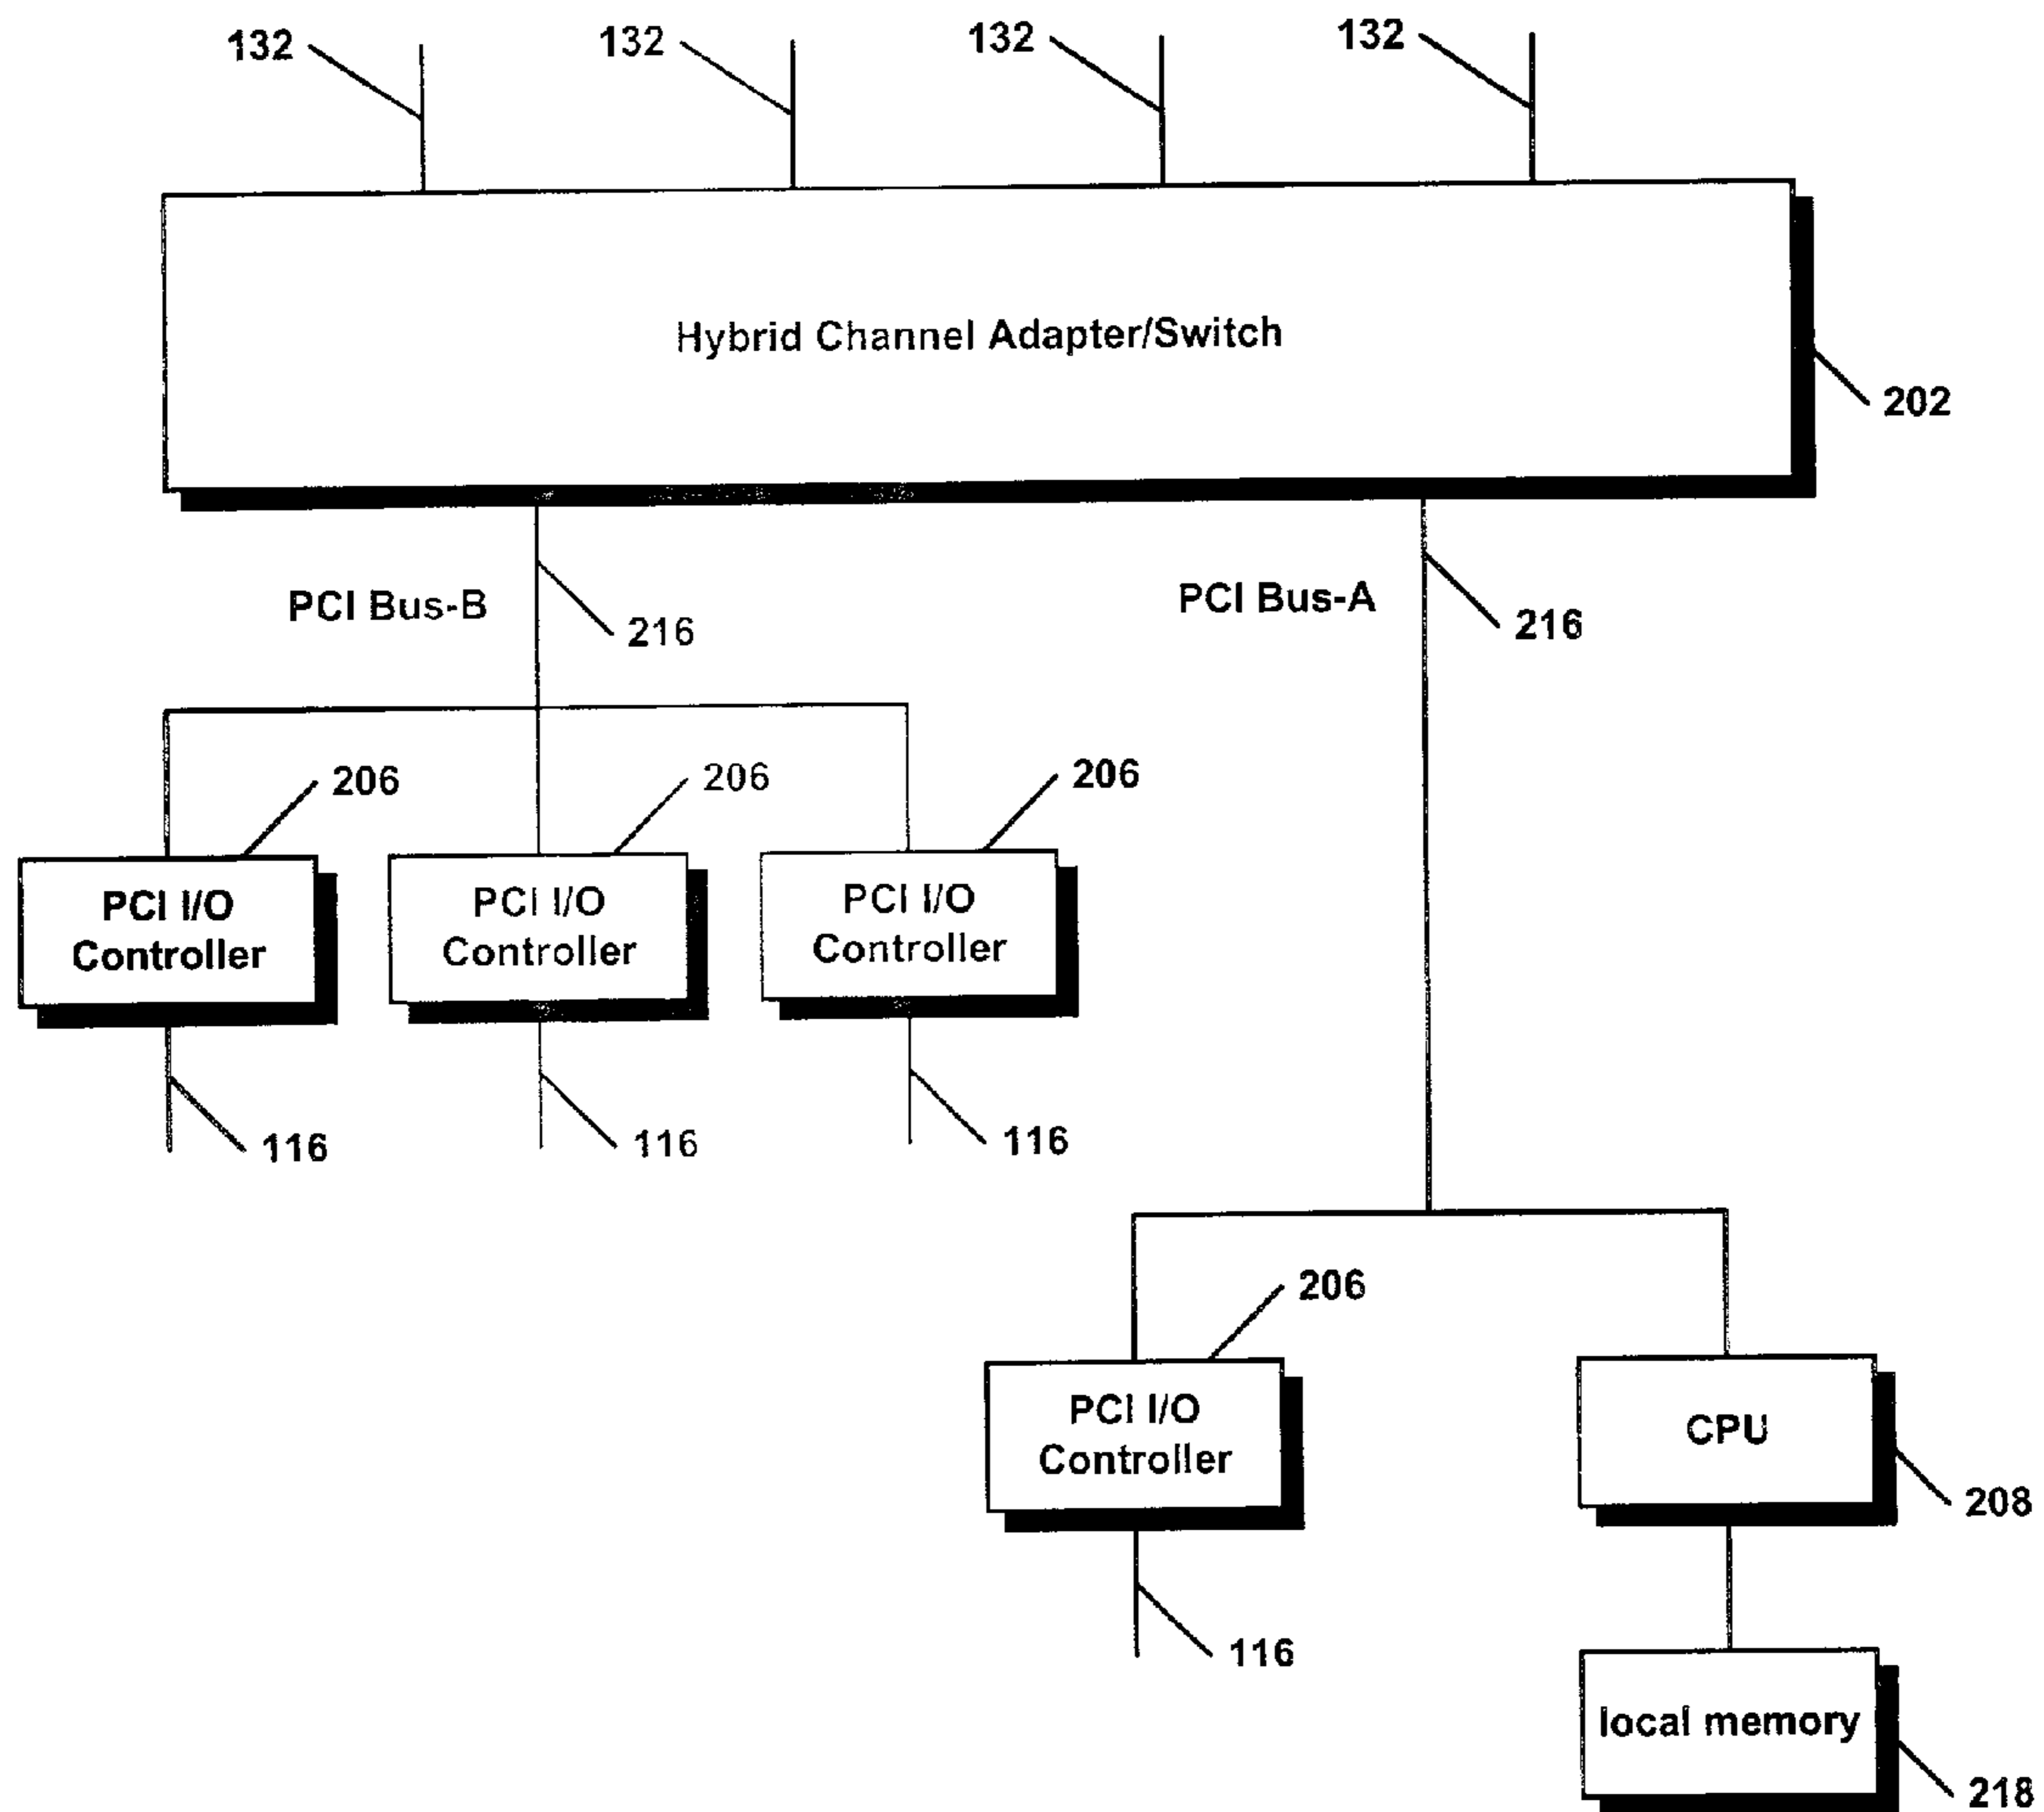 132
132
132
132
Hybrid Channel Adapter/Switch
202
PCI Bus-B
216
PCI Bus-A
216
206
206
206
PCI I/O
Controller
PCI I/O
Controller
PCI I/O
Controller
116
116
116
206
PCI I/O
Controller
CPU
208
116
local memory
218